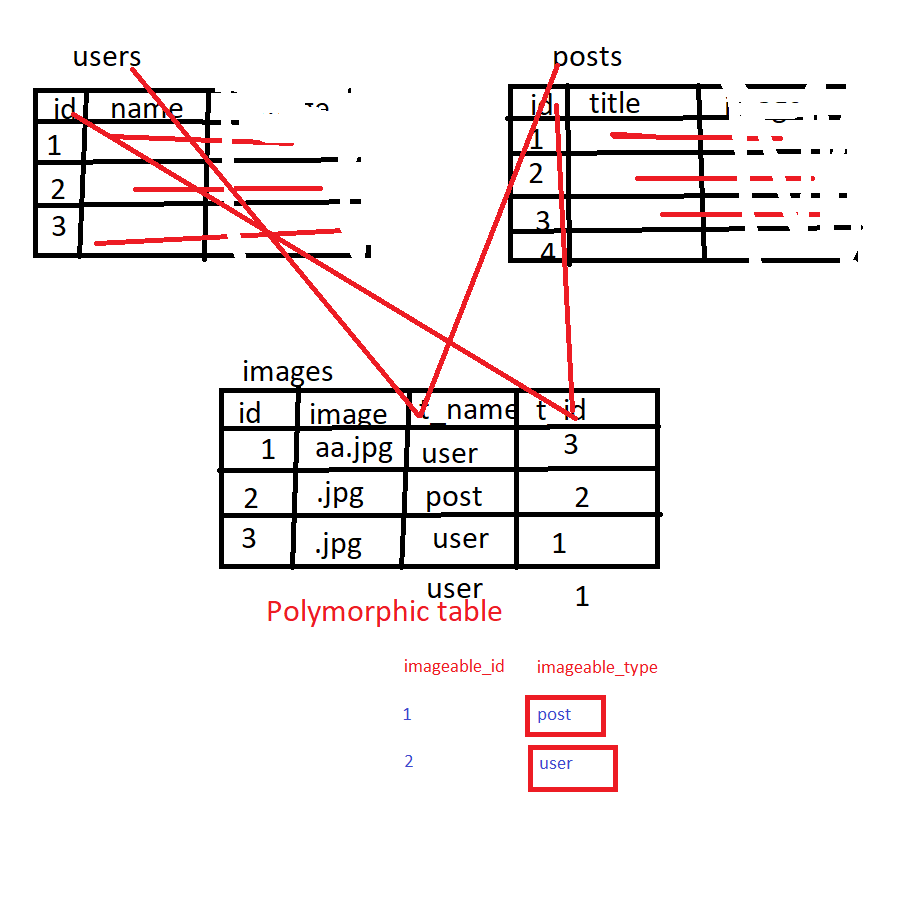 users posts
id name
id title
1 1
2 2
3 3
4
images
id image t_name t_id
1 aa.jpg user 3
2 .jpg post 2
3 .jpg user 1
user 1
Polymorphic table
imageable_id imageable_type
1 post
2 user